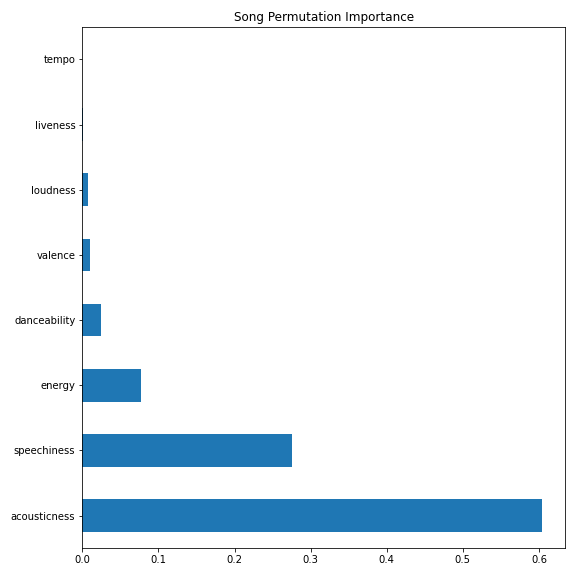 Song Permutation Importance
tempo
liveness
loudness
valence
danceability
energy
speechiness
acousticness
0.0 0.1 0.2 0.3 0.4 0.5 0.6